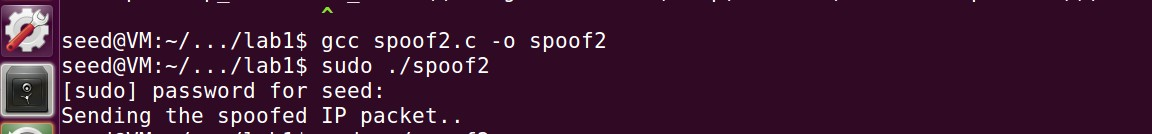 ^
seed@VM:~/.../lab1$ gcc spoof2.c -o spoof2
seed@VM:~/.../lab1$ sudo ./spoof2
[sudo] password for seed:
Sending the spoofed IP packet..